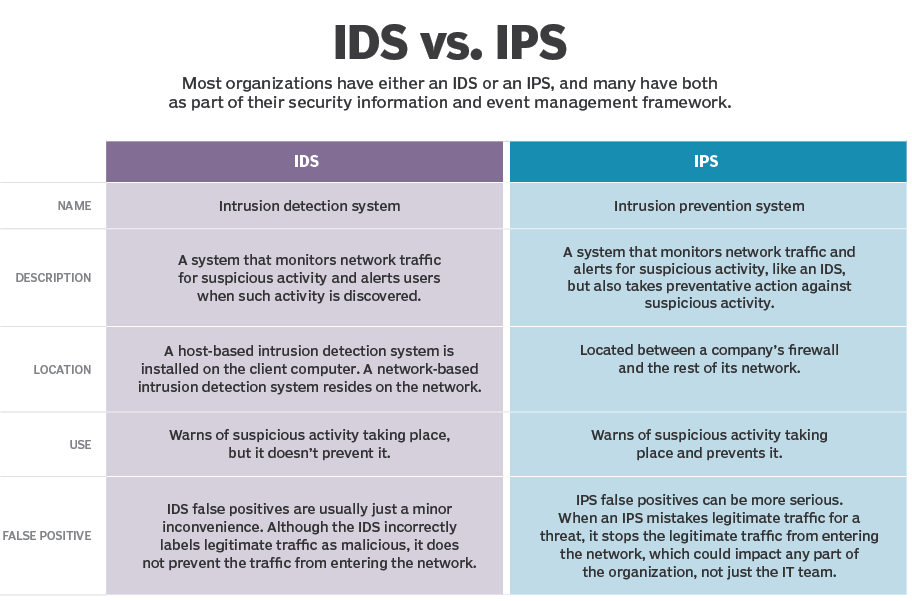 IDS vs. IPS
Most organizations have either an IDS or an IPS, and many have both
as part of their security information and event management framework.
IDS
IPS
NAME
Intrusion detection system
Intrusion prevention system
DESCRIPTION
A system that monitors network traffic
for suspicious activity and alerts users
when such activity is discovered.
A system that monitors network traffic and
alerts for suspicious activity, like an IDS,
but also takes preventative action against
suspicious activity.
LOCATION
A host-based intrusion detection system is
installed on the client computer. A network-based
intrusion detection system resides on the network.
Located between a company's firewall
and the rest of its network.
USE
Warns of suspicious activity taking place,
but it doesn't prevent it.
Warns of suspicious activity taking
place and prevents it.
FALSE POSITIVE
IDS false positives are usually just a minor
inconvenience. Although the IDS incorrectly
labels legitimate traffic as malicious, it does
not prevent the traffic from entering the network.
IPS false positives can be more serious.
When an IPS mistakes legitimate traffic for a
threat, it stops the legitimate traffic from entering
the network, which could impact any part of
the organization, not just the IT team.